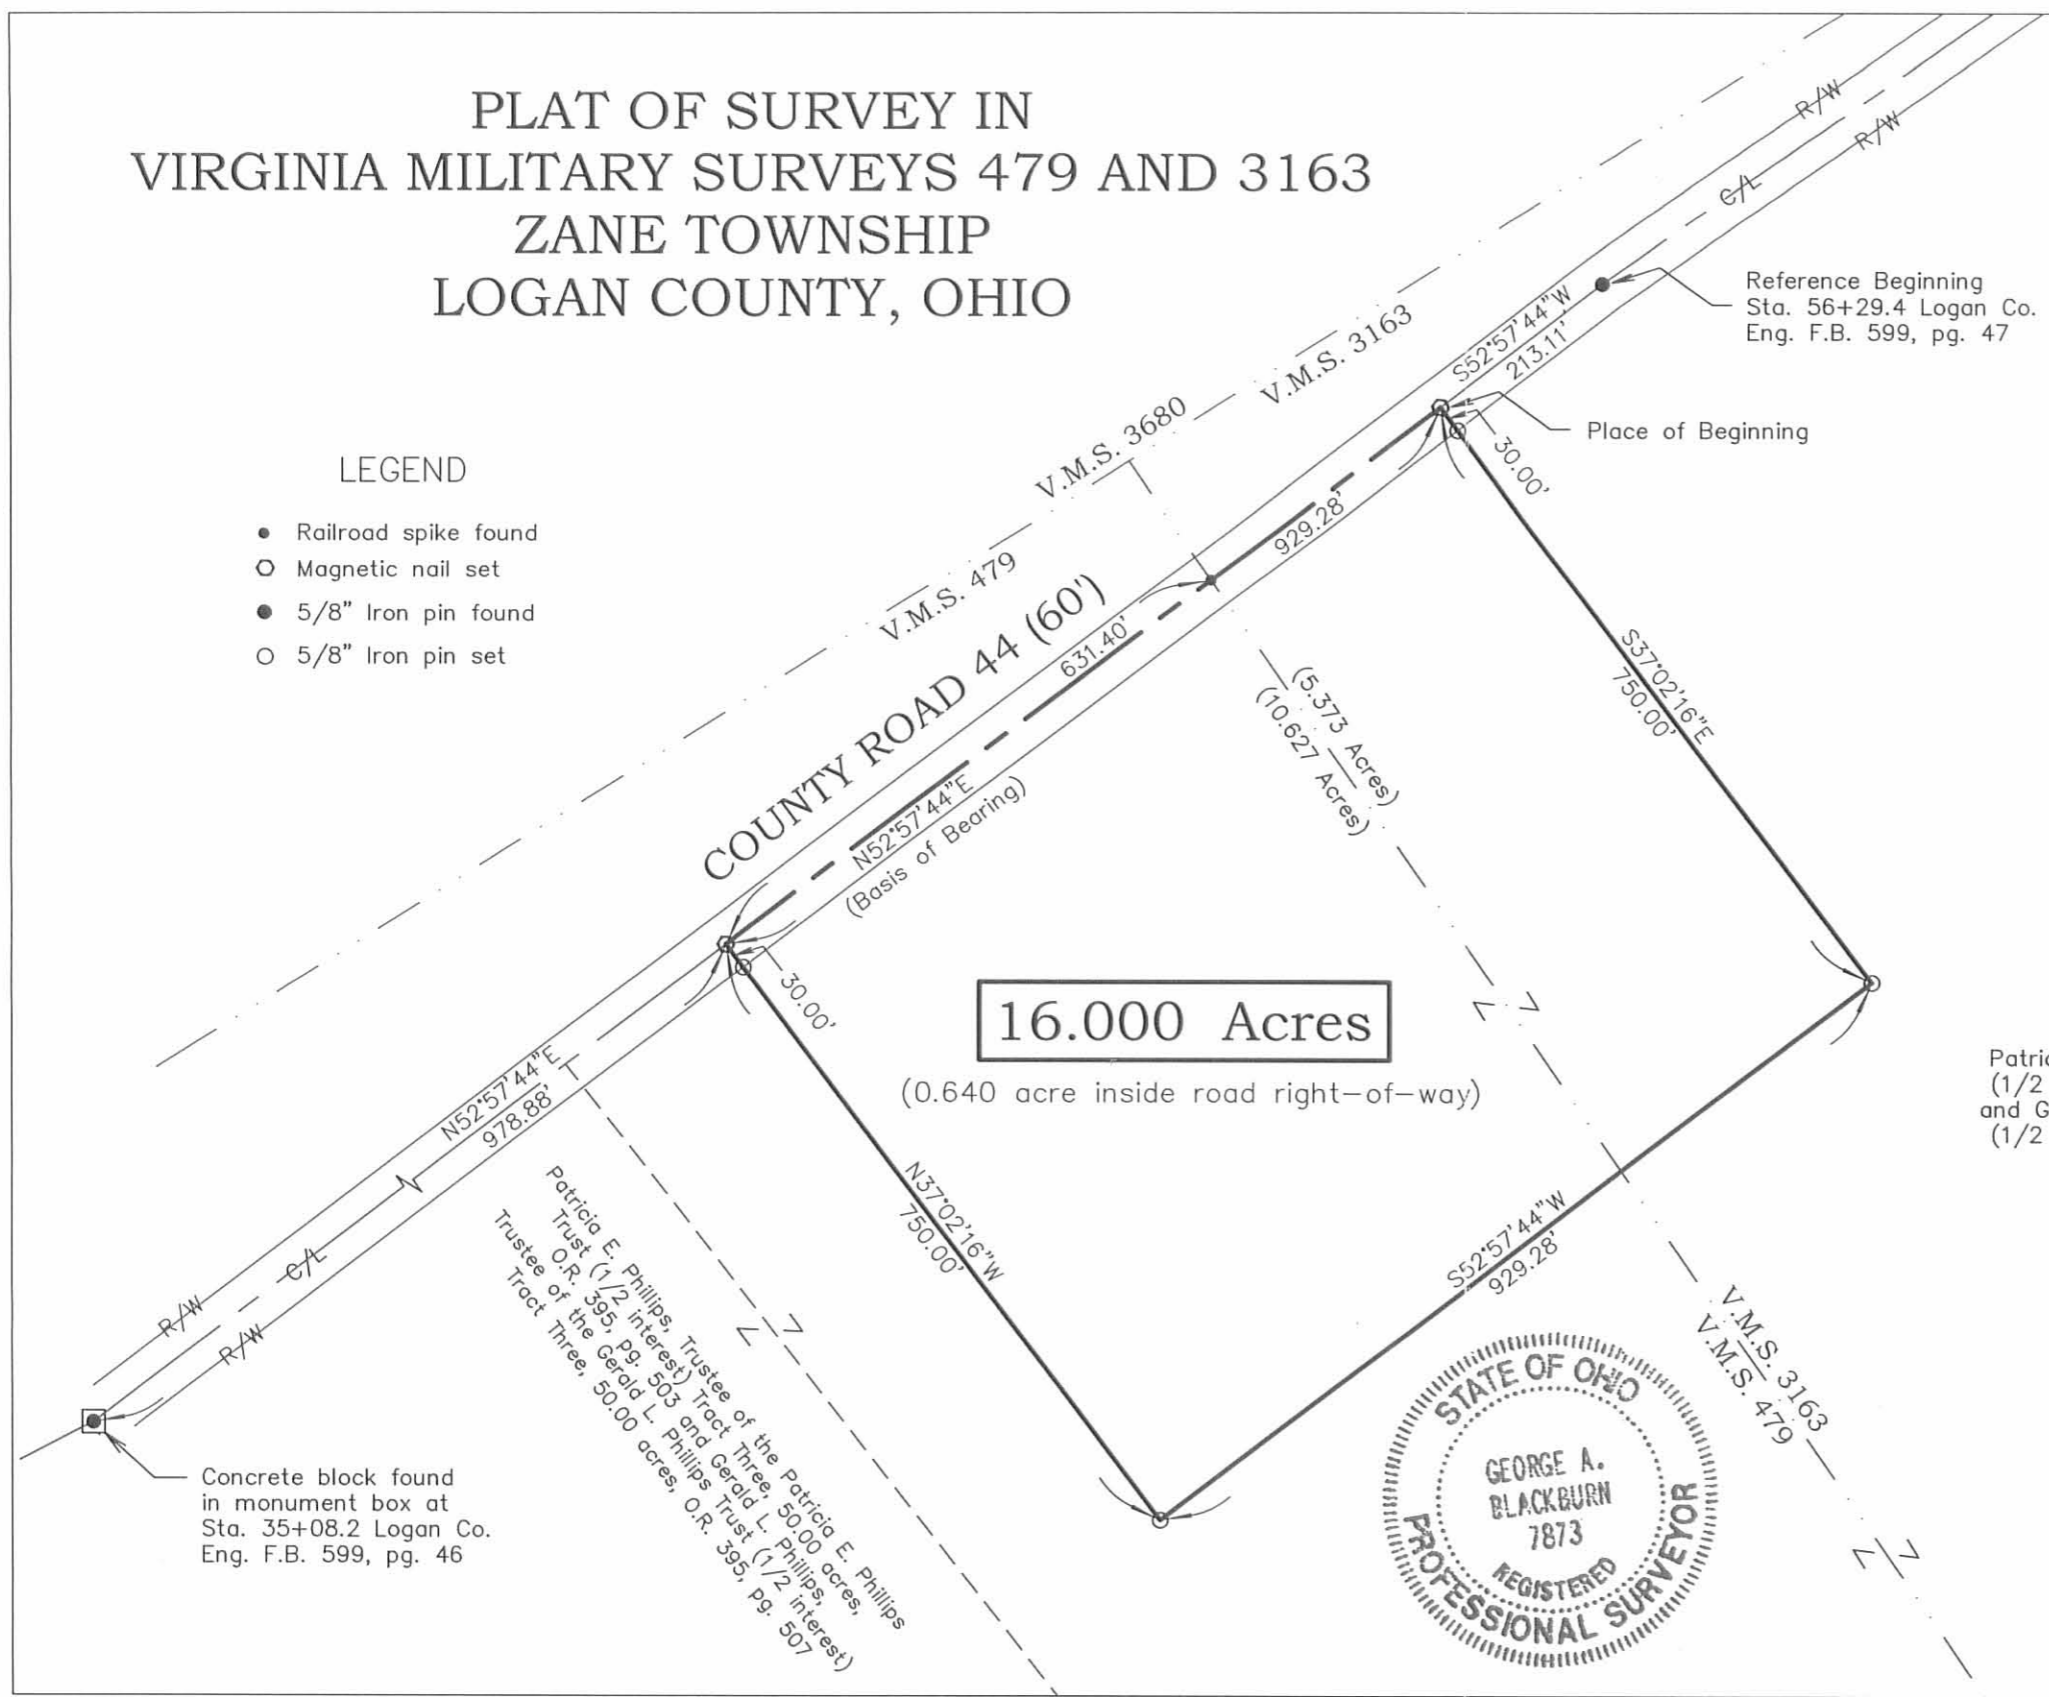 PLAT OF SURVEY IN
VIRGINIA MILITARY SURVEYS 479 AND 3163
ZANE TOWNSHIP
LOGAN COUNTY, OHIO
R/W
C/L
R/W
Reference Beginning
Sta. 56+29.4 Logan Co.
Eng. F.B. 599, pg. 47
S52°57'44"W
213.11'
V.M.S. 3163
V.M.S. 3680
V.M.S. 479
Place of Beginning
30.00'
LEGEND
Railroad spike found
Magnetic nail set
5/8" Iron pin found
5/8" Iron pin set
929.28'
631.40'
COUNTY ROAD 44 (60')
N52°57'44"E
(Basis of Bearing)
(5.373 Acres)
(10.627 Acres)
S37°02'16"E
750.00'
30.00'
16.000 Acres
(0.640 acre inside road right-of-way)
Patric
(1/2
and G
(1/2
N52°57'44"E
978.88'
N37°02'16"W
750.00'
S52°57'44"W
929.28'
R/W
C/L
R/W
Patricia E. Phillips, Trustee of the Patricia E. Phillips
Trust (1/2 interest) Tract Three, 50.00 acres,
O.R. 395, pg. 503 and Gerald L. Phillips,
Trustee of the Gerald L. Phillips Trust (1/2 interest)
Tract Three, 50.00 acres, O.R. 395, pg. 507
V.M.S. 3163
V.M.S. 479
Concrete block found
in monument box at
Sta. 35+08.2 Logan Co.
Eng. F.B. 599, pg. 46
STATE OF OHIO
GEORGE A.
BLACKBURN
7873
REGISTERED
PROFESSIONAL SURVEYOR